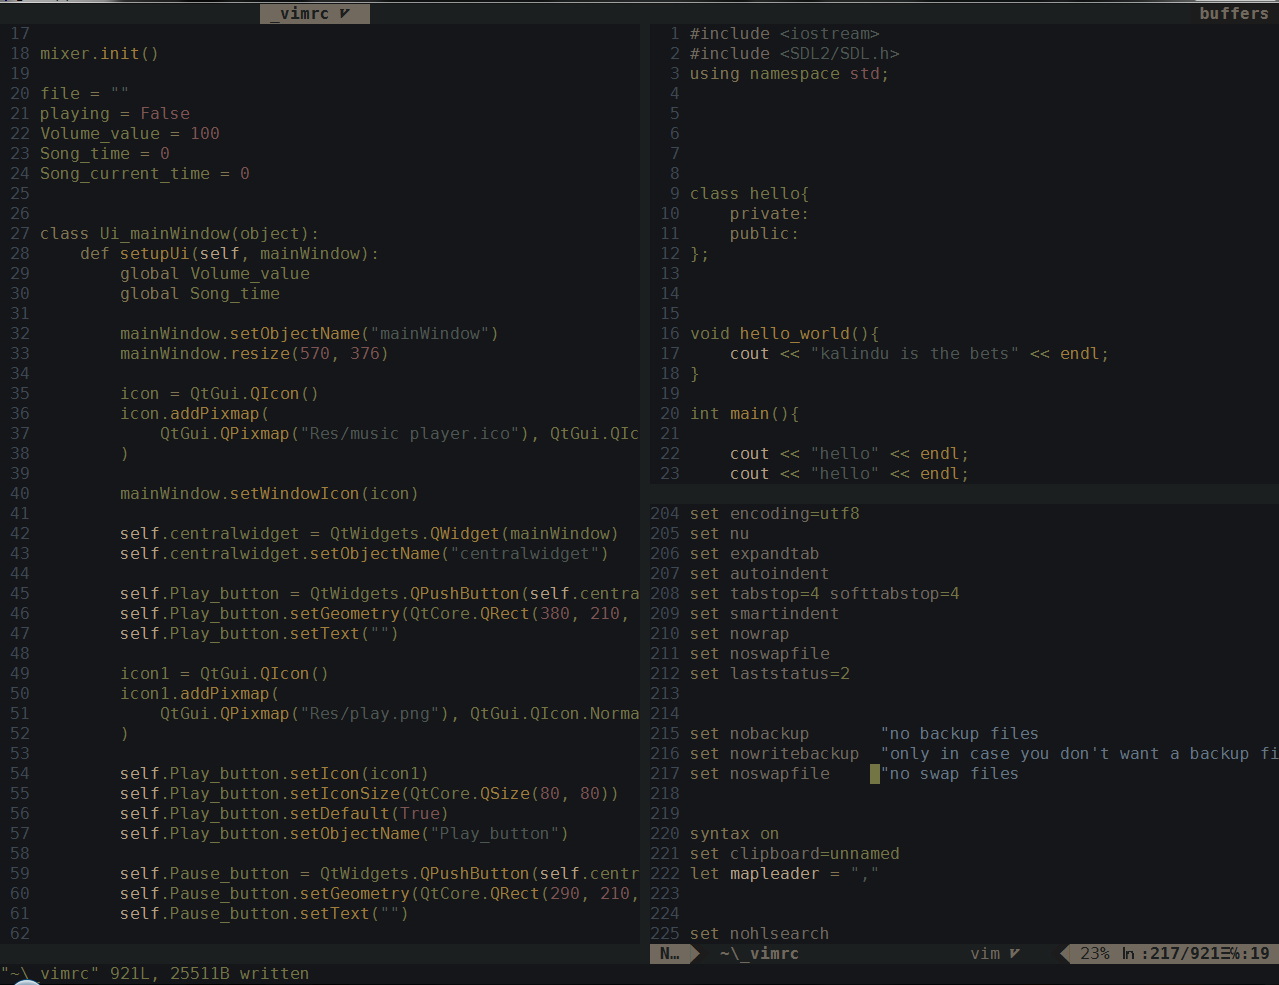 _vimrc
buffers
17
18 mixer.init()
19
20 file = ""
21 playing = False
22 Volume_value = 100
23 Song_time = 0
24 Song_current_time = 0
25
26
27 class Ui_mainWindow(object):
28     def setupUi(self, mainWindow):
29         global Volume_value
30         global Song_time
31
32         mainWindow.setObjectName("mainWindow")
33         mainWindow.resize(570, 376)
34
35         icon = QtGui.QIcon()
36         icon.addPixmap(
37             QtGui.QPixmap("Res/music player.ico"), QtGui.QIc
38         )
39
40         mainWindow.setWindowIcon(icon)
41
42         self.centralwidget = QtWidgets.QWidget(mainWindow)
43         self.centralwidget.setObjectName("centralwidget")
44
45         self.Play_button = QtWidgets.QPushButton(self.centra
46         self.Play_button.setGeometry(QtCore.QRect(380, 210,
47         self.Play_button.setText("")
48
49         icon1 = QtGui.QIcon()
50         icon1.addPixmap(
51             QtGui.QPixmap("Res/play.png"), QtGui.QIcon.Norma
52         )
53
54         self.Play_button.setIcon(icon1)
55         self.Play_button.setIconSize(QtCore.QSize(80, 80))
56         self.Play_button.setDefault(True)
57         self.Play_button.setObjectName("Play_button")
58
59         self.Pause_button = QtWidgets.QPushButton(self.centr
60         self.Pause_button.setGeometry(QtCore.QRect(290, 210,
61         self.Pause_button.setText("")
62
1 #include <iostream>
2 #include <SDL2/SDL.h>
3 using namespace std;
4
5
6
7
8
9 class hello{
10     private:
11     public:
12 };
13
14
15
16 void hello_world(){
17     cout << "kalindu is the bets" << endl;
18 }
19
20 int main(){
21
22     cout << "hello" << endl;
23     cout << "hello" << endl;
204 set encoding=utf8
205 set nu
206 set expandtab
207 set autoindent
208 set tabstop=4 softtabstop=4
209 set smartindent
210 set nowrap
211 set noswapfile
212 set laststatus=2
213
214
215 set nobackup       "no backup files
216 set nowritebackup  "only in case you don't want a backup fi
217 set noswapfile     "no swap files
218
219
220 syntax on
221 set clipboard=unnamed
222 let mapleader = ","
223
224
225 set nohlsearch
N… ~\_vimrc vim 23% ㏑:217/921☰℅:19
"~\_vimrc" 921L, 25511B written